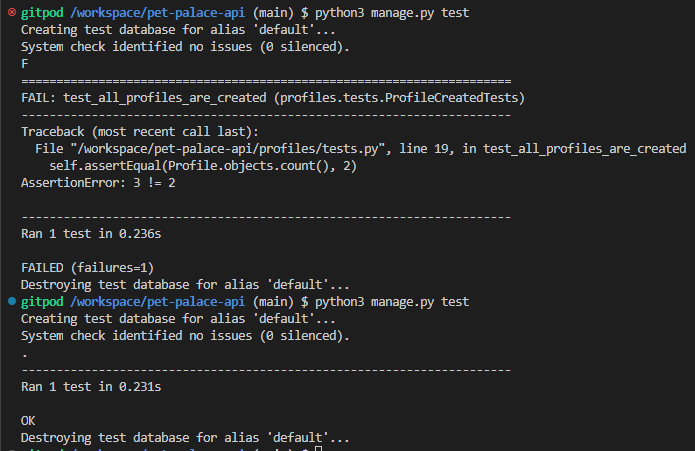 gitpod /workspace/pet-palace-api (main) $ python3 manage.py test
Creating test database for alias 'default'...
System check identified no issues (0 silenced).
F
======================================================================
FAIL: test_all_profiles_are_created (profiles.tests.ProfileCreatedTests)
----------------------------------------------------------------------
Traceback (most recent call last):
  File "/workspace/pet-palace-api/profiles/tests.py", line 19, in test_all_profiles_are_created
    self.assertEqual(Profile.objects.count(), 2)
AssertionError: 3 != 2

----------------------------------------------------------------------
Ran 1 test in 0.236s

FAILED (failures=1)
Destroying test database for alias 'default'...
gitpod /workspace/pet-palace-api (main) $ python3 manage.py test
Creating test database for alias 'default'...
System check identified no issues (0 silenced).
.
----------------------------------------------------------------------
Ran 1 test in 0.231s

OK
Destroying test database for alias 'default'...
gitpod /workspace/pet-palace-api (main) $